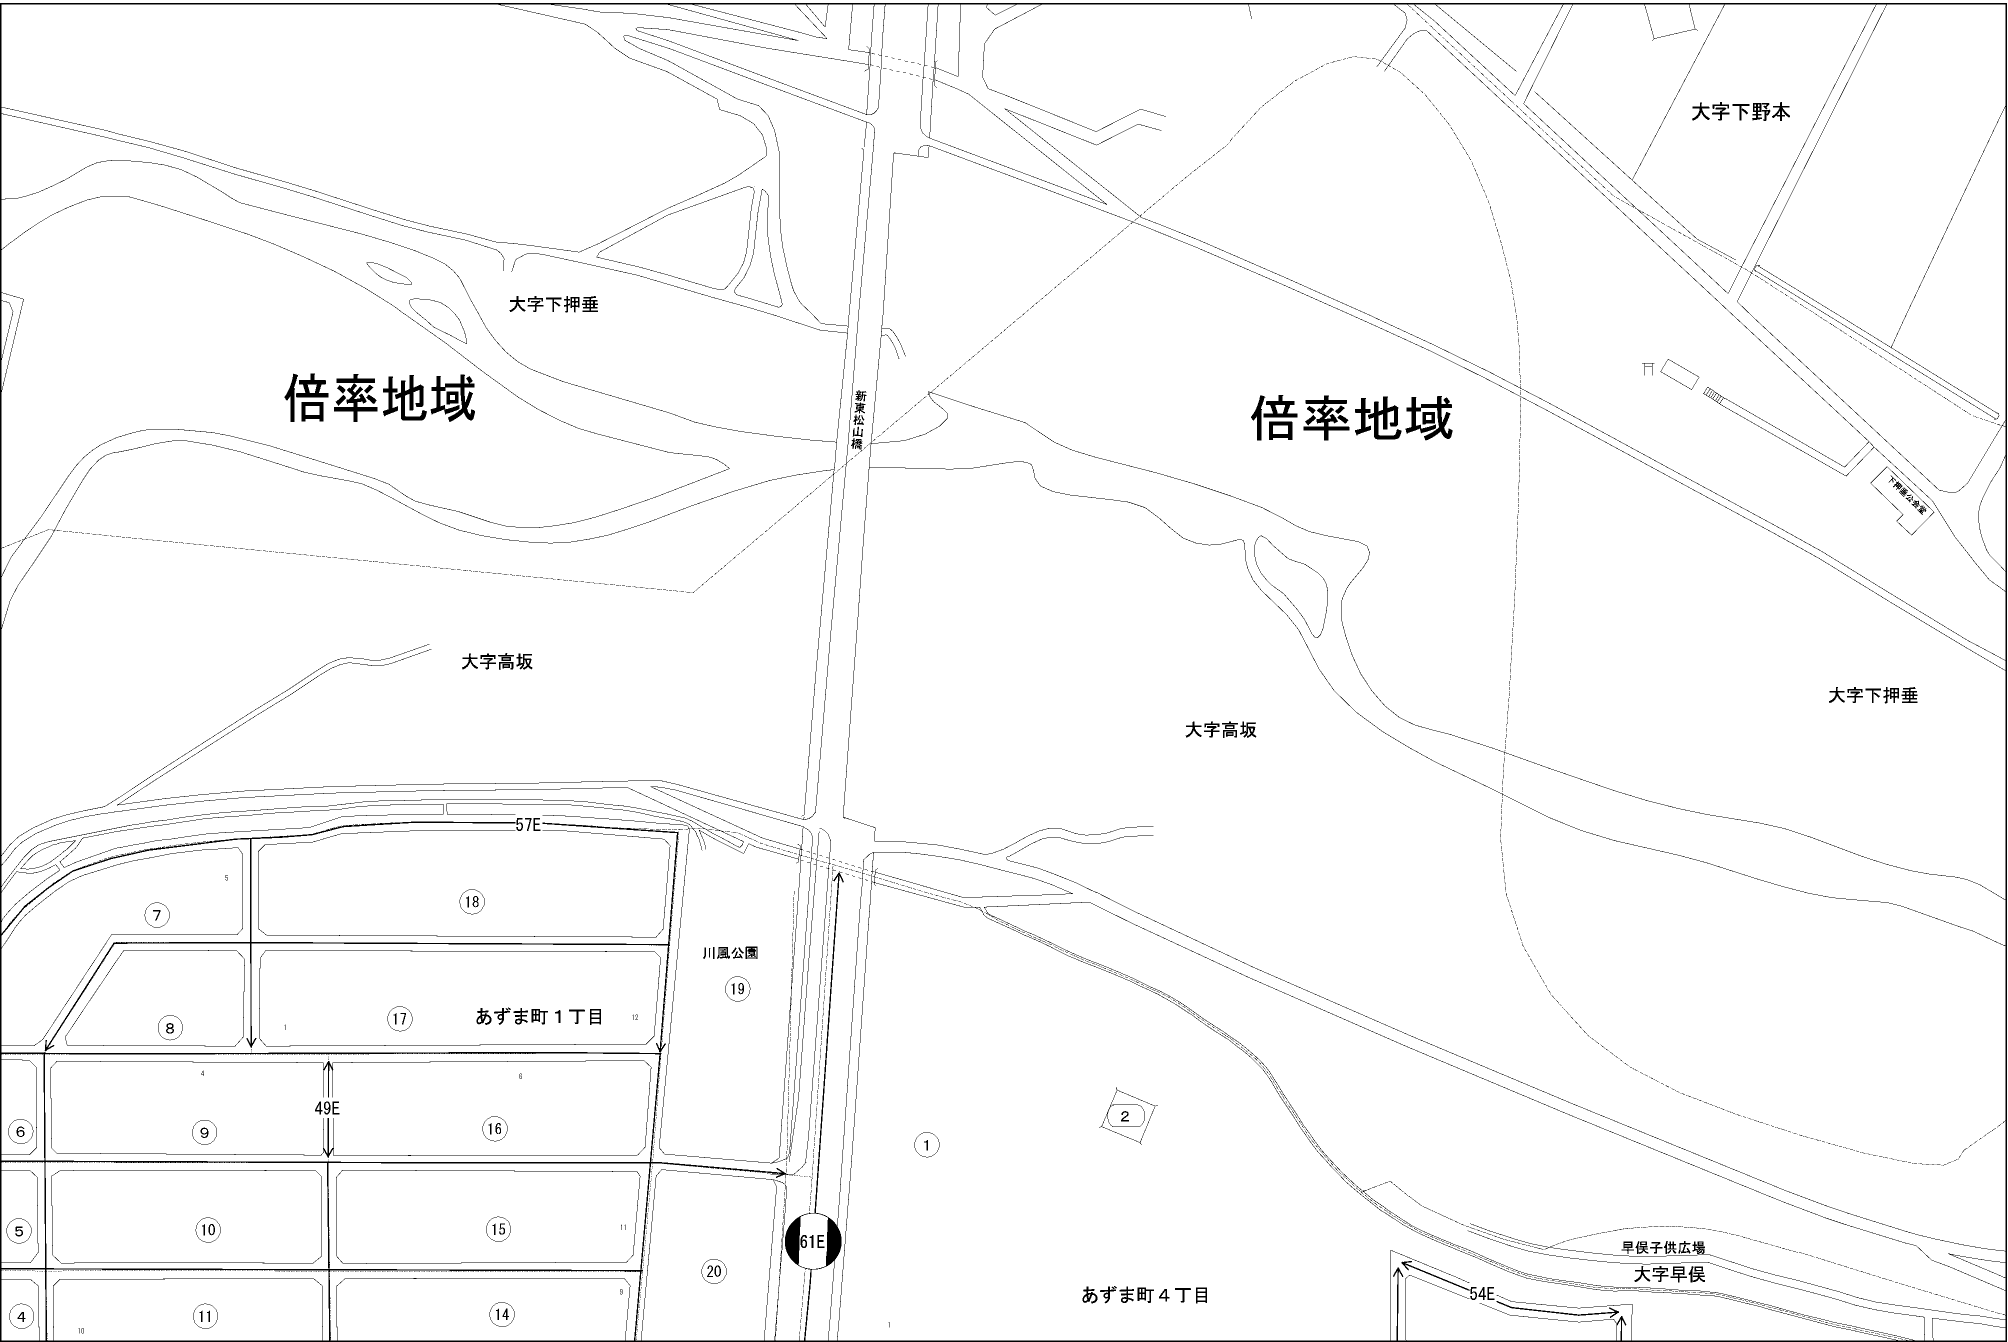 大字下野本
大字下押垂
倍率地域
新東松山橋
倍率地域
下押垂公会堂
大字高坂
大字下押垂
大字高坂
57E
5
7
18
川風公園
19
8
1
17
あずま町1丁目
12
4
6
49E
6
9
16
2
1
5
10
15
11
61E
20
早俣子供広場
大字早俣
54E
あずま町4丁目
4
10
11
14
9
1